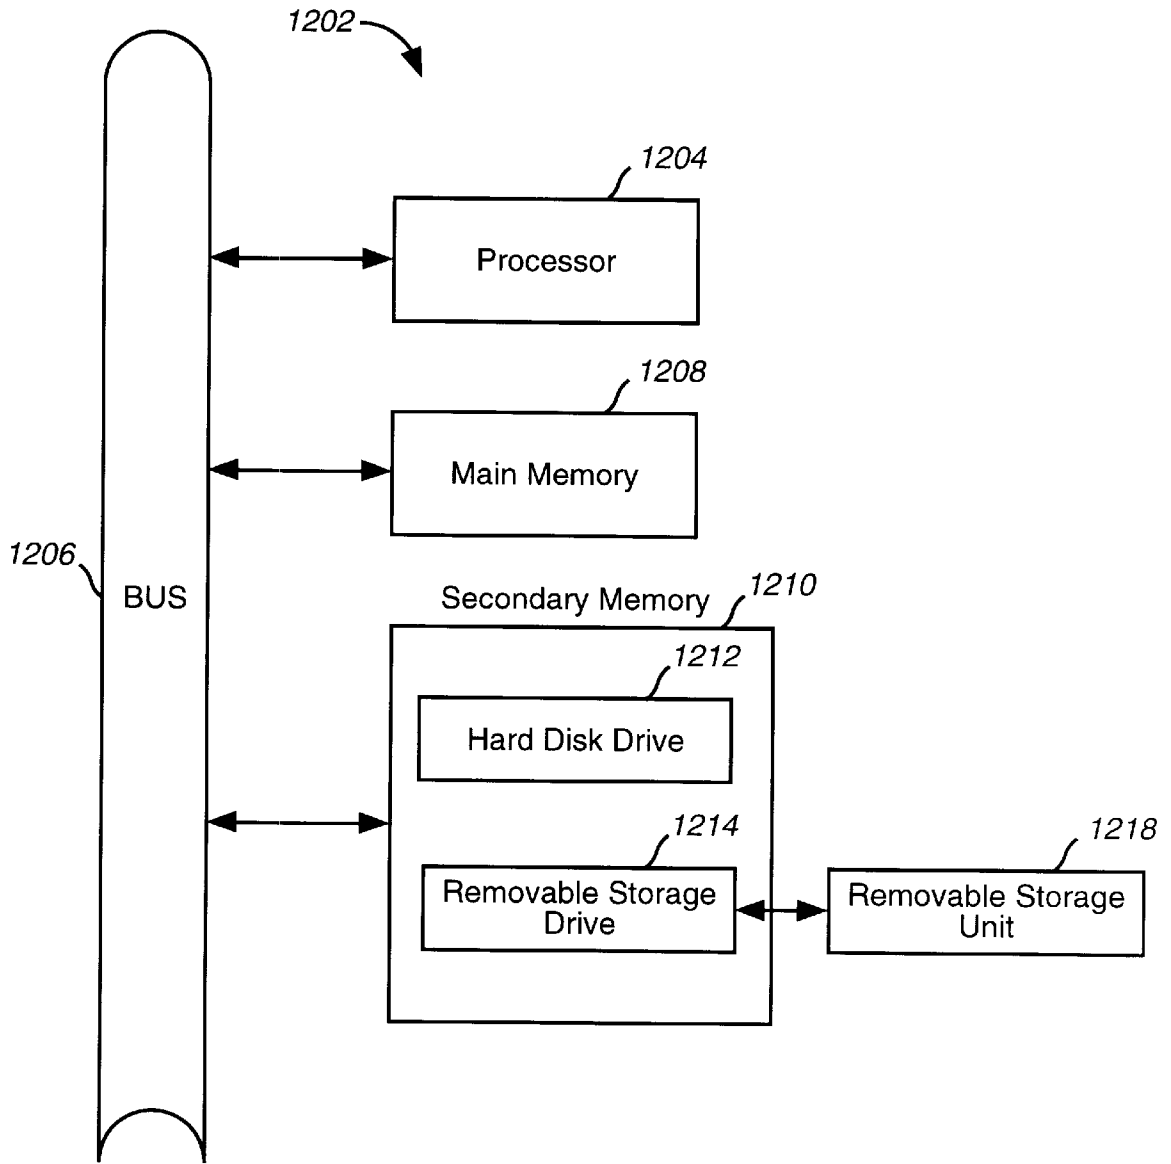 1202
1204
Processor
1208
Main Memory
1206
BUS
1210
Secondary Memory
1212
Hard Disk Drive
1214
Removable Storage
Drive
1218
Removable Storage
Unit